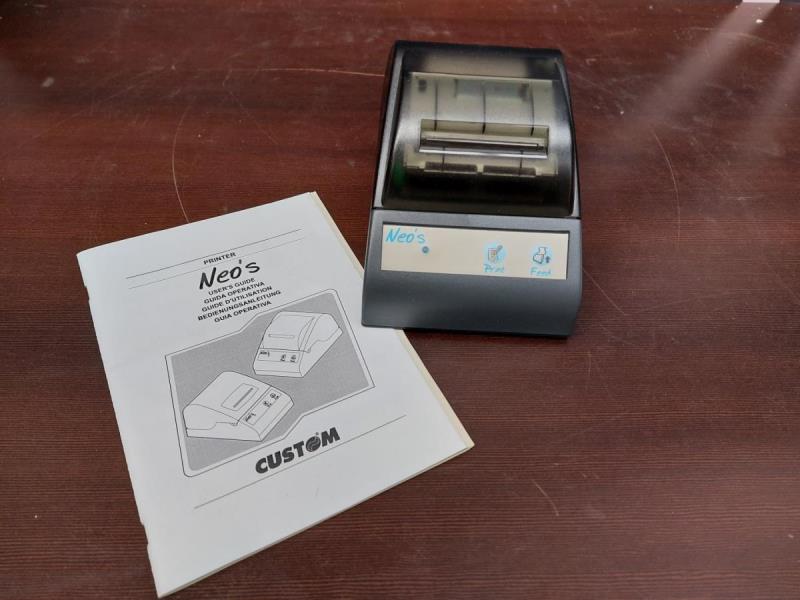 PRINTER
Neo's
USER'S GUIDE
GUIDA OPERATIVA
GUIDE D'UTILISATION
BEDIENUNGSANLEITUNG
GUIA OPERATIVA
CUSTOM
Neo's
Print
Feed